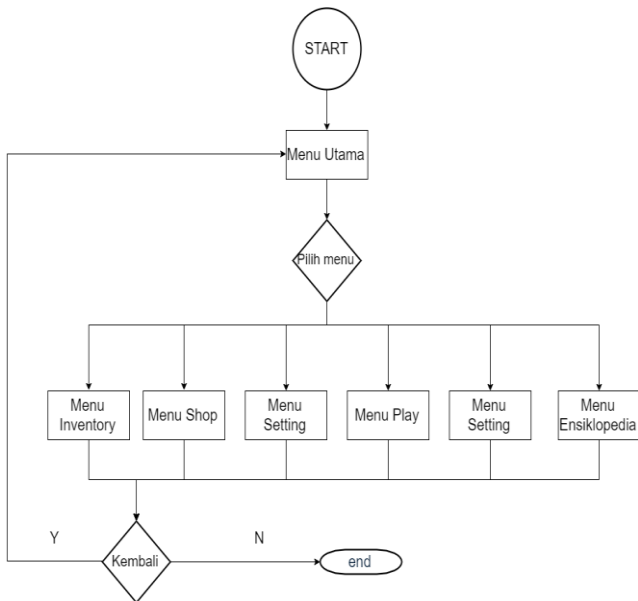 START
Menu Utama
Pilih menu
Menu
Inventory
Menu Shop
Menu
Setting
Menu Play
Menu
Setting
Menu
Ensiklopedia
Y
Kembali
N
end